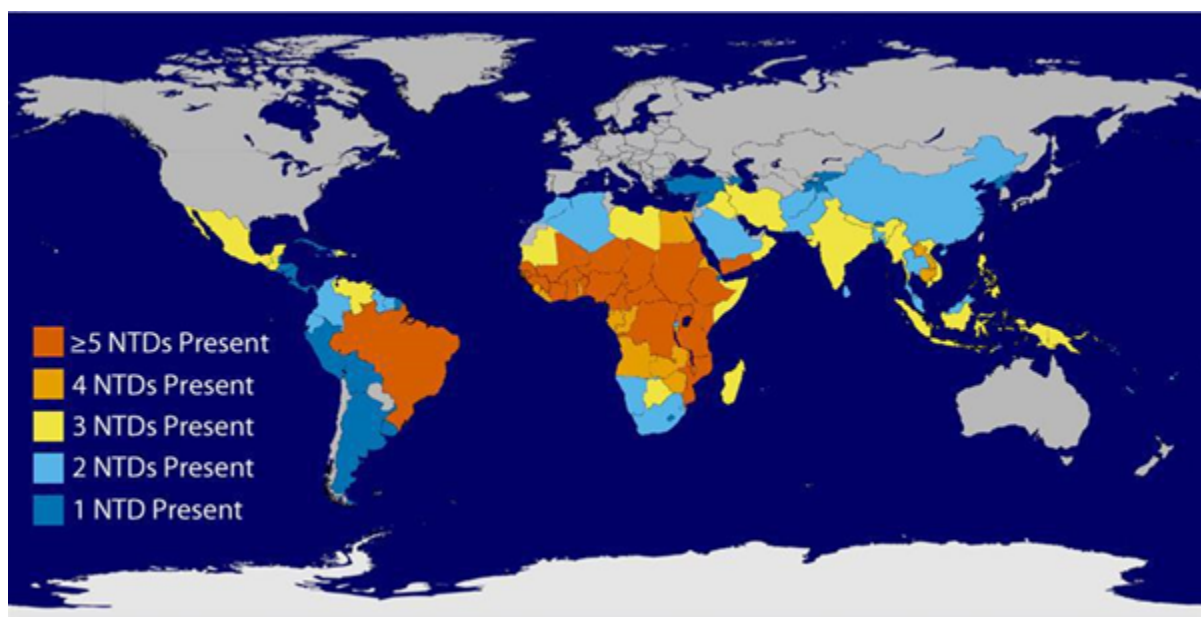 ≥5 NTDs Present
4 NTDs Present
3 NTDs Present
2 NTDs Present
1 NTD Present